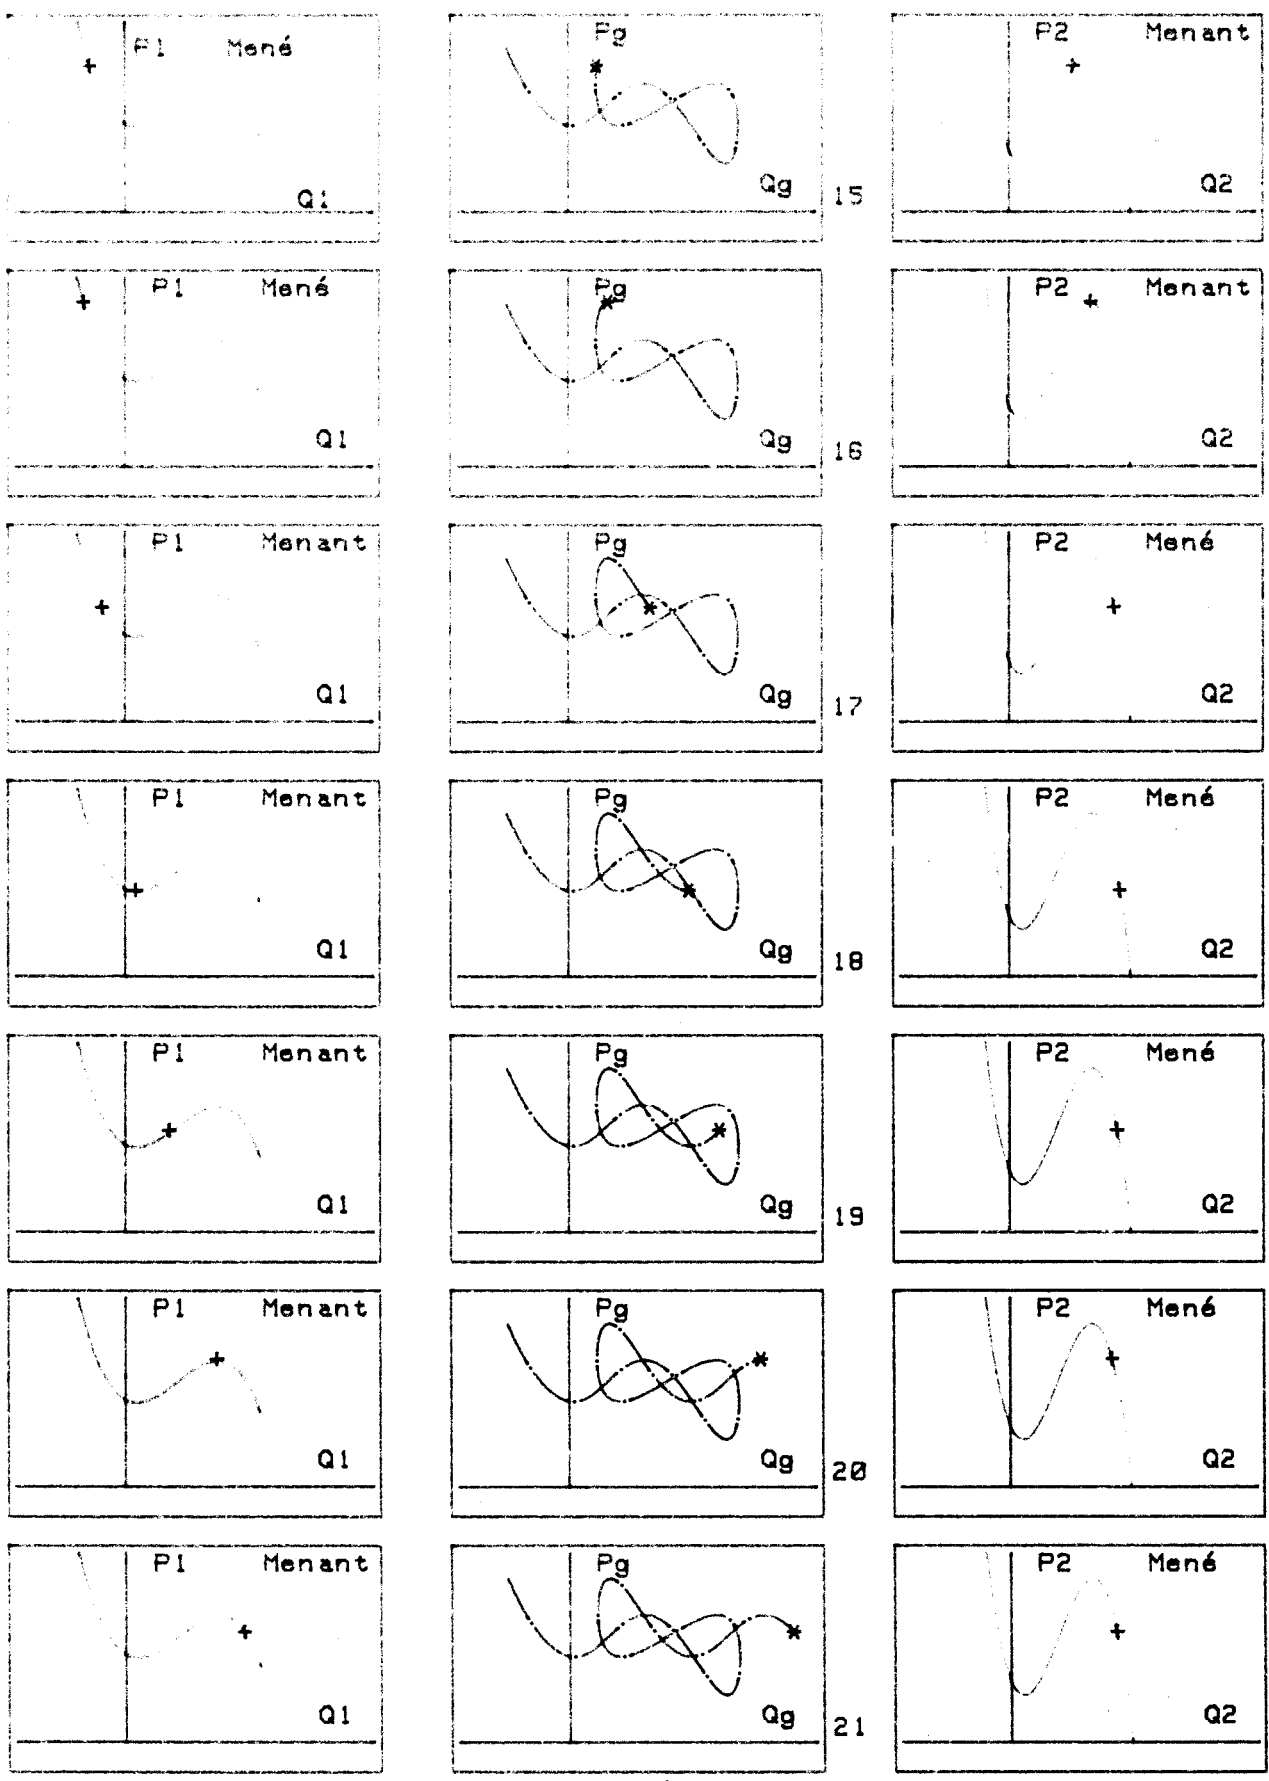 P1 Mené Pg P2 Menant
Q1 Qg 15 Q2
P1 Mené Pg P2 Menant
Q1 Qg 16 Q2
P1 Menant Pg P2 Mené
Q1 Qg 17 Q2
P1 Menant Pg P2 Mené
Q1 Qg 18 Q2
P1 Menant Pg P2 Mené
Q1 Qg 19 Q2
P1 Menant Pg P2 Mené
Q1 Qg 20 Q2
P1 Menant Pg P2 Mené
Q1 Qg 21 Q2